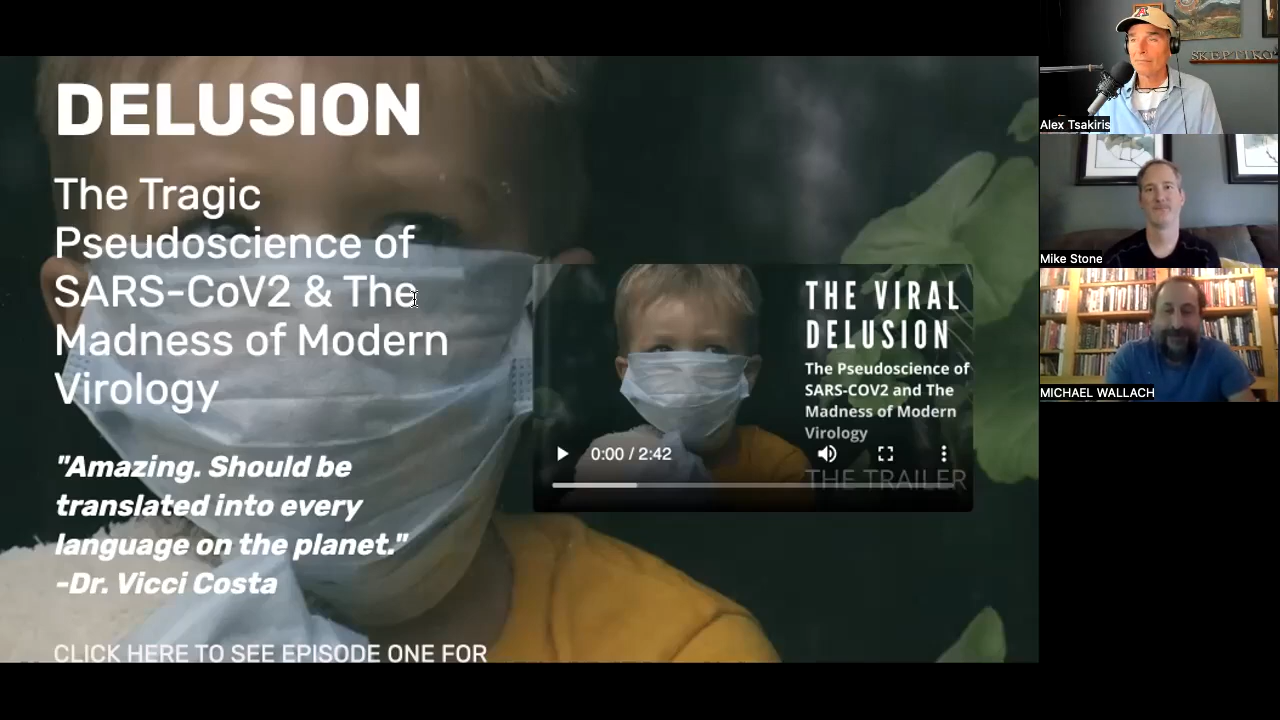 DELUSION
The Tragic
Pseudoscience of
SARS-CoV2 & The
Madness of Modern
Virology
"Amazing. Should be
translated into every
language on the planet."
-Dr. Vicci Costa
CLICK HERE TO SEE EPISODE ONE FOR
THE VIRAL
DELUSION
The Pseudoscience of
SARS-COV2 and The
Madness of Modern
Virology
THE TRAILER
0:00 / 2:42
SKEPTIKO
Alex Tsakiris
Mike Stone
MICHAEL WALLACH